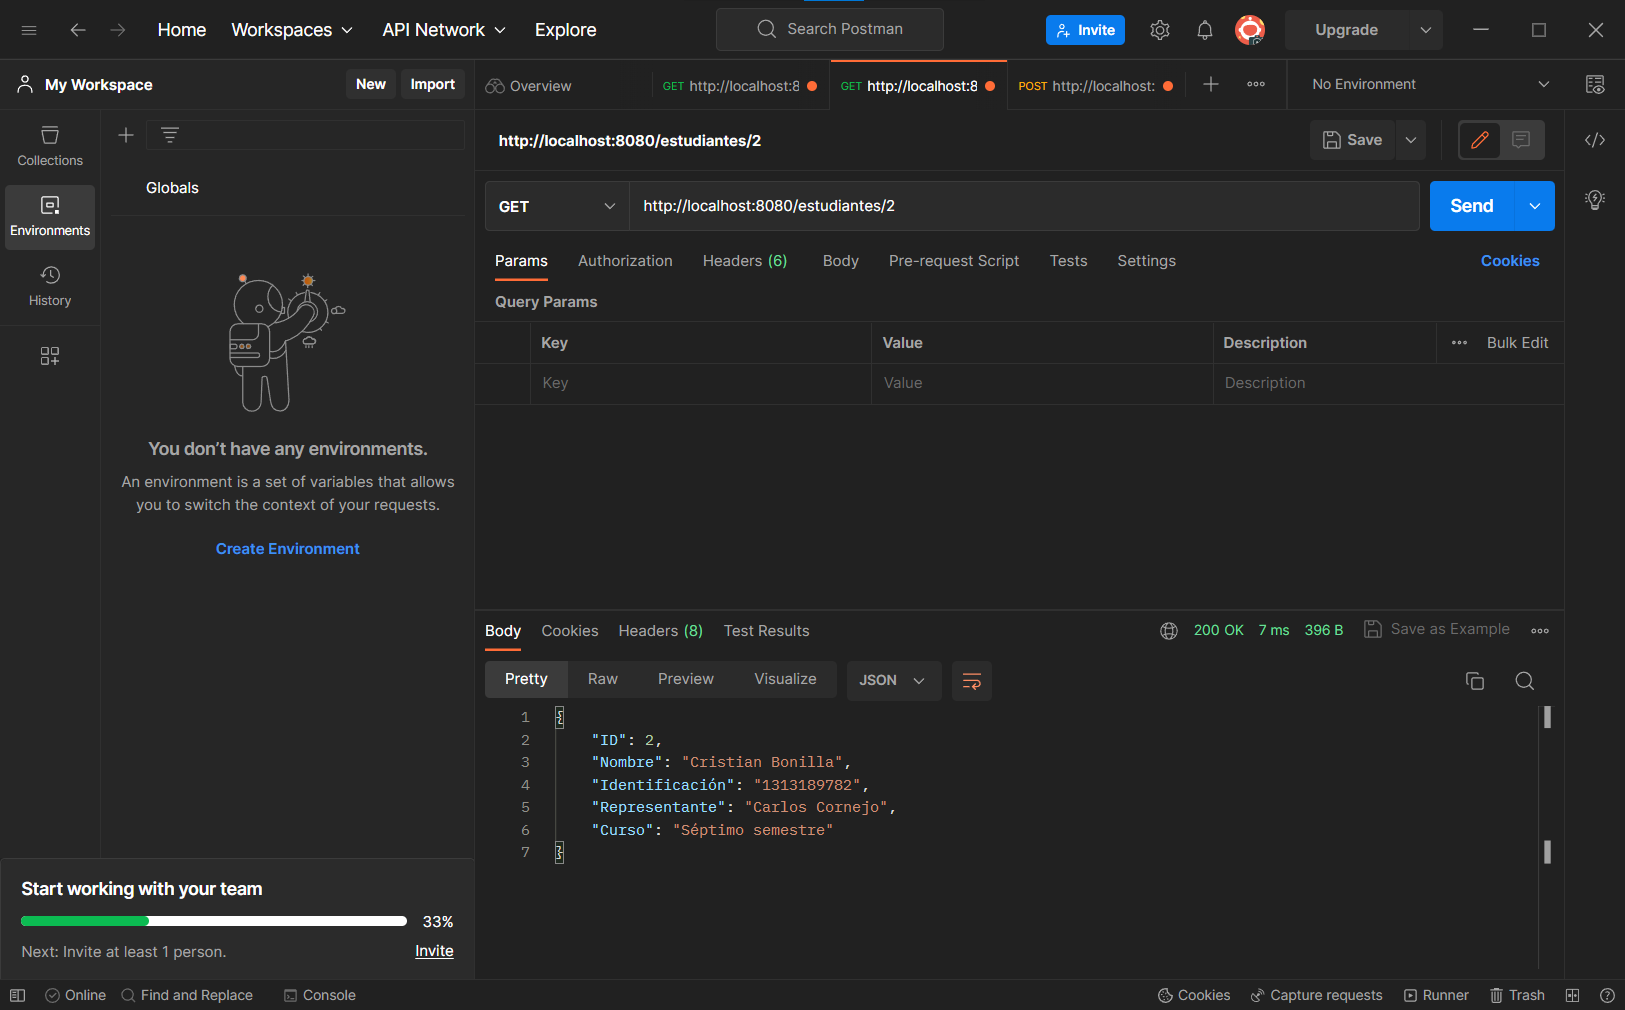 Home Workspaces API Network Explore Search Postman Invite Upgrade
My Workspace New Import
Overview GET http://localhost:8 GET http://localhost:8 POST http://localhost: No Environment
Collections
Environments
History
Globals
You don’t have any environments.
An environment is a set of variables that allows
you to switch the context of your requests.
Create Environment
Start working with your team
33%
Next: Invite at least 1 person. Invite
http://localhost:8080/estudiantes/2 Save
GET http://localhost:8080/estudiantes/2 Send
Params Authorization Headers (6) Body Pre-request Script Tests Settings Cookies
Query Params
Key Value Description Bulk Edit
Key Value Description
Body Cookies Headers (8) Test Results 200 OK 7 ms 396 B Save as Example
Pretty Raw Preview Visualize JSON
1 {
2 "ID": 2,
3 "Nombre": "Cristian Bonilla",
4 "Identificación": "1313189782",
5 "Representante": "Carlos Cornejo",
6 "Curso": "Séptimo semestre"
7 }
Online Find and Replace Console Cookies Capture requests Runner Trash